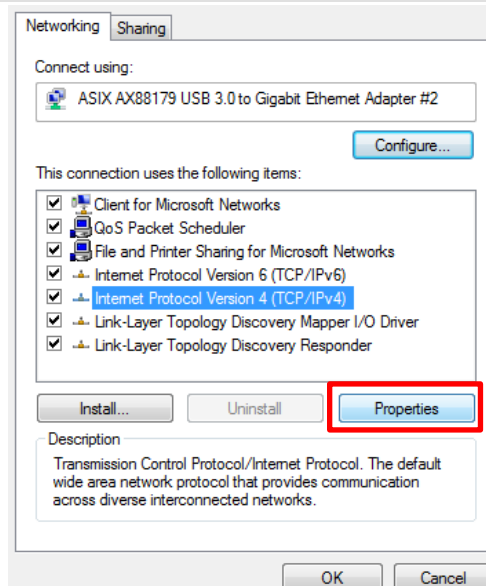 Networking Sharing
Connect using:
ASIX AX88179 USB 3.0 to Gigabit Ethernet Adapter #2
Configure...
This connection uses the following items:
Client for Microsoft Networks
QoS Packet Scheduler
File and Printer Sharing for Microsoft Networks
Internet Protocol Version 6 (TCP/IPv6)
Internet Protocol Version 4 (TCP/IPv4)
Link-Layer Topology Discovery Mapper I/O Driver
Link-Layer Topology Discovery Responder
Install... Uninstall Properties
Description
Transmission Control Protocol/Internet Protocol. The default
wide area network protocol that provides communication
across diverse interconnected networks.
OK Cancel